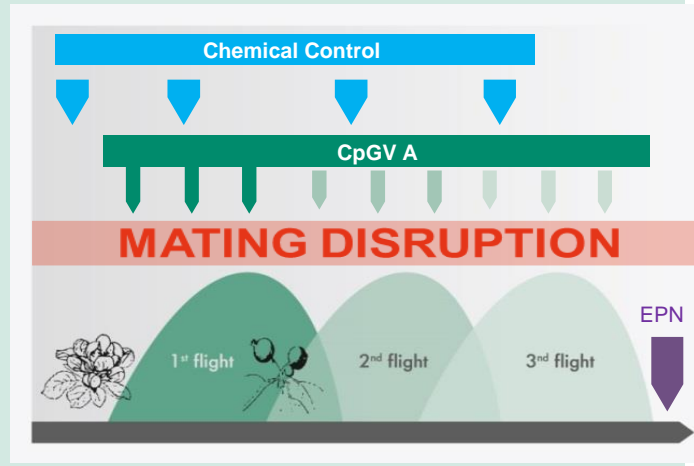 Chemical Control
CpGV A
MATING DISRUPTION
EPN
1st flight
2nd flight
3rd flight